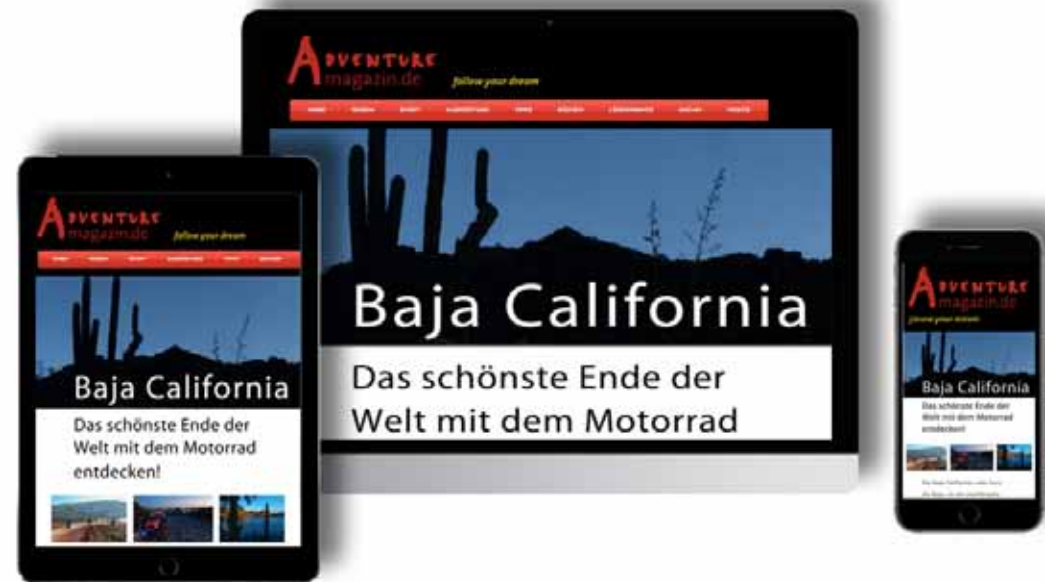 ADVENTURE
magazin.de
follow your dream
Baja California
Das schönste Ende der
Welt mit dem Motorrad
ADVENTURE
magazin.de
follow your dream
Baja California
Das schönste Ende der
Welt mit dem Motorrad
entdecken!
ADVENTURE
magazin.de
follow your dream
Baja California
Das schönste Ende der
Welt mit dem Motorrad
entdecken!